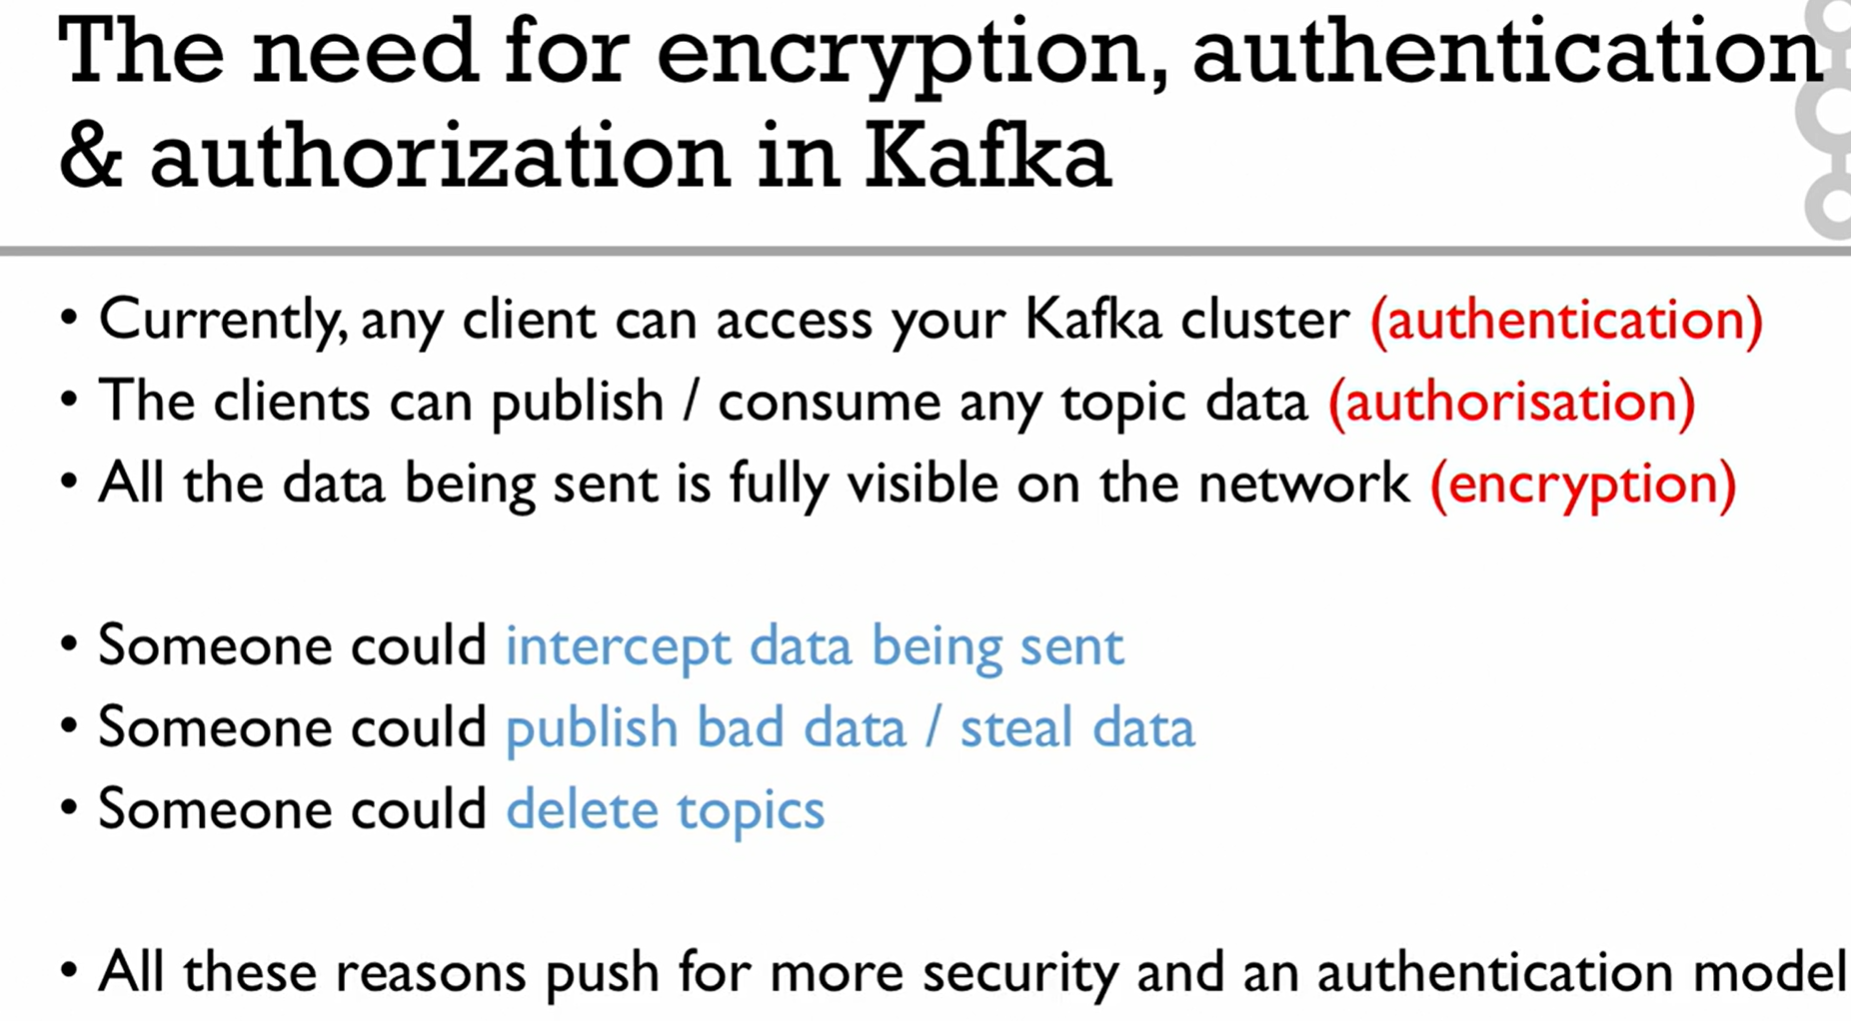 The need for encryption, authentication
& authorization in Kafka
• Currently, any client can access your Kafka cluster (authentication)
• The clients can publish / consume any topic data (authorisation)
• All the data being sent is fully visible on the network (encryption)
• Someone could intercept data being sent
• Someone could publish bad data / steal data
• Someone could delete topics
• All these reasons push for more security and an authentication model